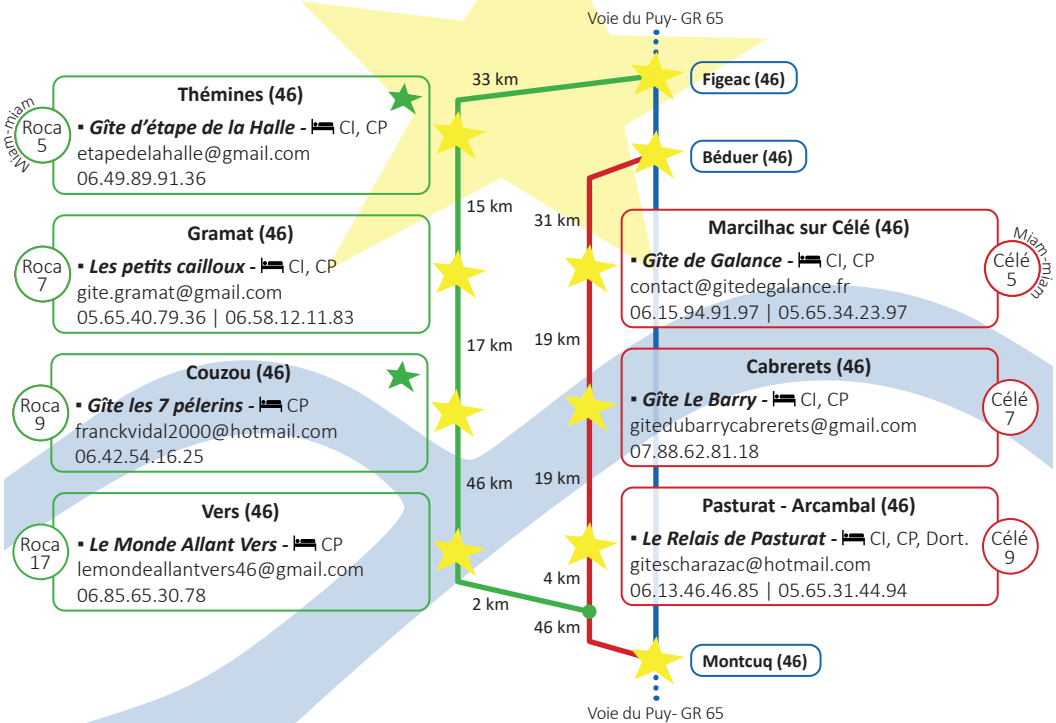 Voie du Puy- GR 65
Figeac (46)
33 km
Miam-miam
Roca
5
Thémines (46)
▪ Gîte d'étape de la Halle - CI, CP
etapedelahalle@gmail.com
06.49.89.91.36
Béduer (46)
15 km
31 km
Roca
7
Gramat (46)
▪ Les petits cailloux - CI, CP
gite.gramat@gmail.com
05.65.40.79.36 | 06.58.12.11.83
Marcilhac sur Célé (46)
▪ Gîte de Galance - CI, CP
contact@gitedegalance.fr
06.15.94.91.97 | 05.65.34.23.97
Célé
5
Miam-miam
17 km
19 km
Roca
9
Couzou (46)
▪ Gîte les 7 pélerins - CP
franckvidal2000@hotmail.com
06.42.54.16.25
Cabrerets (46)
▪ Gîte Le Barry - CI, CP
gitedubarrycabrerets@gmail.com
07.88.62.81.18
Célé
7
46 km
19 km
Roca
17
Vers (46)
▪ Le Monde Allant Vers - CP
lemondeallantvers46@gmail.com
06.85.65.30.78
Pasturat - Arcambal (46)
▪ Le Relais de Pasturat - CI, CP, Dort.
gitescharazac@hotmail.com
06.13.46.46.85 | 05.65.31.44.94
Célé
9
4 km
2 km
46 km
Montcuq (46)
Voie du Puy- GR 65